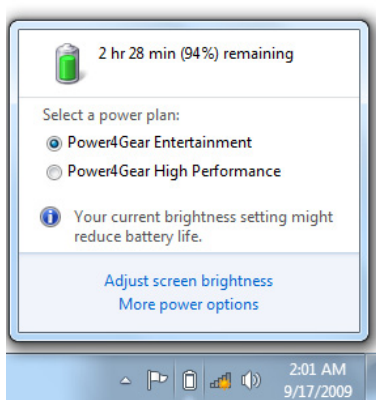 2 hr 28 min (94%) remaining
Select a power plan:
Power4Gear Entertainment
Power4Gear High Performance
Your current brightness setting might
reduce battery life.
Adjust screen brightness
More power options
2:01 AM
9/17/2009